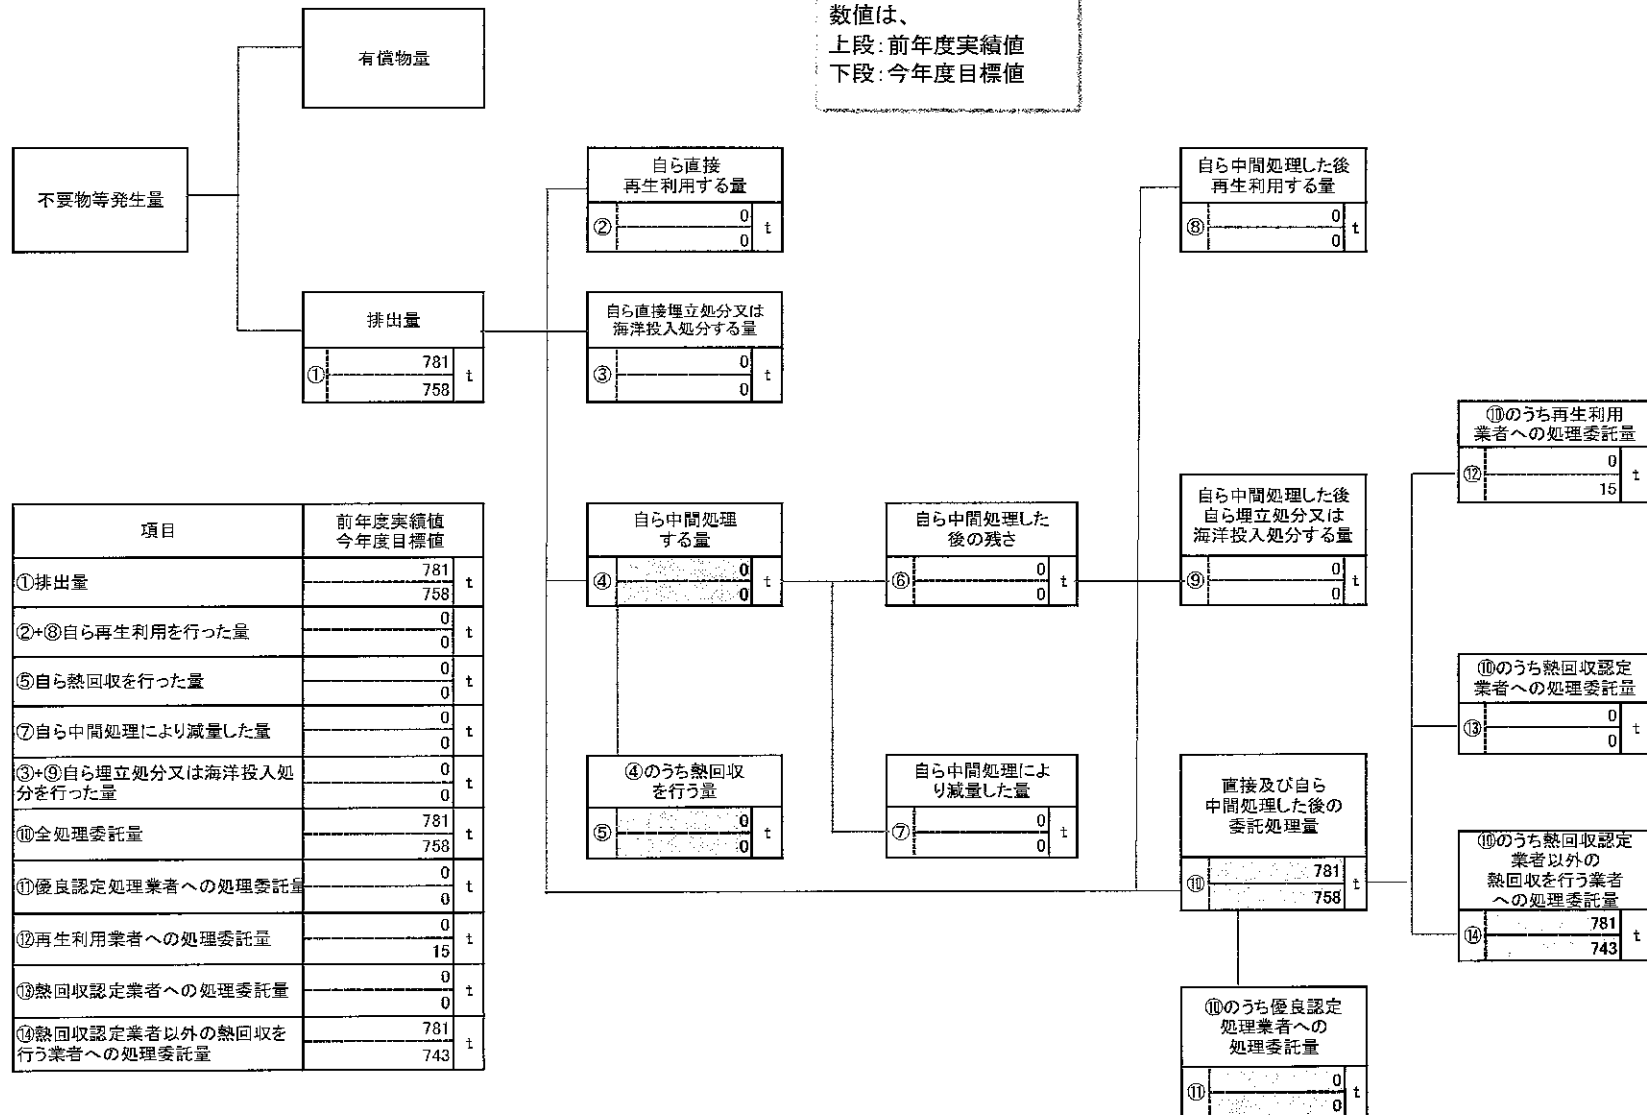 数値は、
上段:前年度実績値
下段:今年度目標値
有償物量
不要物等発生量
排出量
① 781 t
758
自ら直接
再生利用する量
② 0 t
0
自ら直接埋立処分又は
海洋投入処分する量
③ 0 t
0
自ら中間処理した後
再生利用する量
⑧ 0 t
0
自ら中間処理
する量
④ 0 t
0
自ら中間処理した
後の残さ
⑥ 0 t
0
自ら中間処理した後
自ら埋立処分又は
海洋投入処分する量
⑨ 0 t
0
④のうち熱回収
を行う量
⑤ 0 t
0
自ら中間処理によ
り減量した量
⑦ 0 t
0
直接及び自ら
中間処理した後の
委託処理量
⑩ 781 t
758
⑩のうち優良認定
処理業者への
処理委託量
⑪ 0 t
0
⑩のうち再生利用
業者への処理委託量
⑫ 0 t
15
⑩のうち熱回収認定
業者への処理委託量
⑬ 0 t
0
⑩のうち熱回収認定
業者以外の
熱回収を行う業者
への処理委託量
⑭ 781 t
743
項目 前年度実績値
今年度目標値
①排出量 781 t
758
②+⑧自ら再生利用を行った量 0 t
0
⑤自ら熱回収を行った量 0 t
0
⑦自ら中間処理により減量した量 0 t
0
③+⑨自ら埋立処分又は海洋投入処 0 t
分を行った量 0
⑩全処理委託量 781 t
758
⑪優良認定処理業者への処理委託量 0 t
0
⑫再生利用業者への処理委託量 0 t
15
⑬熱回収認定業者への処理委託量 0 t
0
⑭熱回収認定業者以外の熱回収を 781 t
行う業者への処理委託量 743